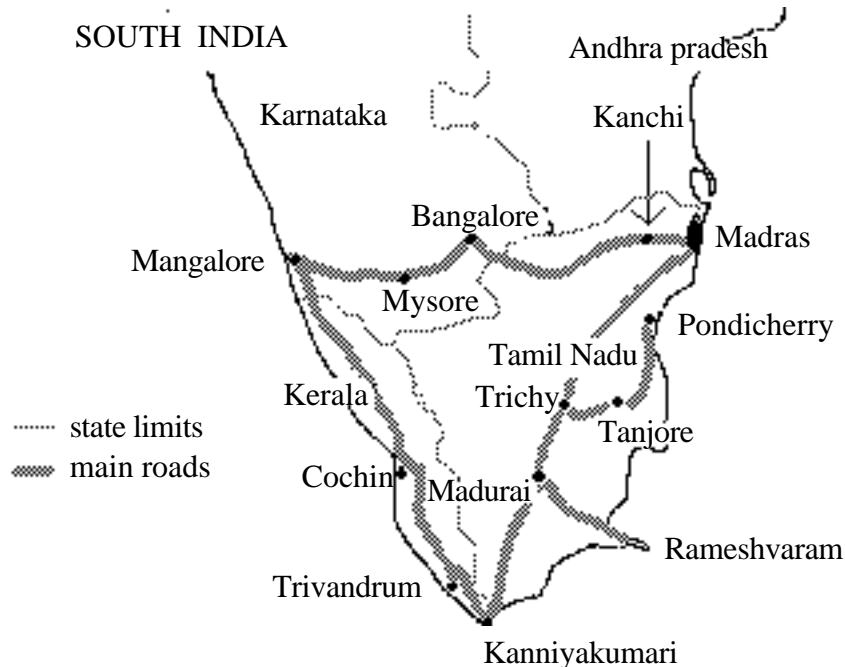 SOUTH INDIA
Andhra pradesh
Karnataka
Kanchi
Bangalore
Madras
Mangalore
Mysore
Pondicherry
Tamil Nadu
Kerala
Trichy
state limits
Tanjore
main roads
Cochin
Madurai
Rameshvaram
Trivandrum
Kanniyakumari